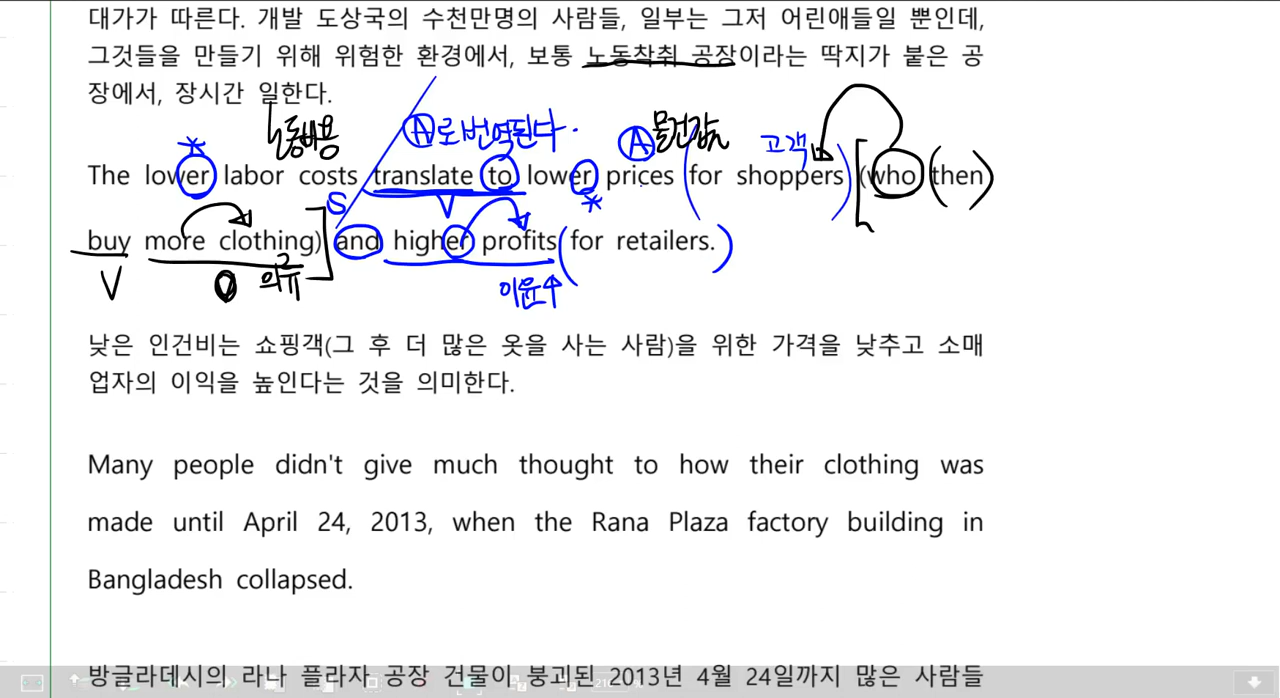 대가가 따른다. 개발 도상국의 수천만명의 사람들, 일부는 그저 어린애들일 뿐인데,
그것들을 만들기 위해 위험한 환경에서, 보통 노동착취 공장이라는 딱지가 붙은 공
장에서, 장시간 일한다.
노동비용 A로 번역된다. A 물건값 고객
The lower labor costs translate to lower prices (for shoppers) (who (then)
S V
buy more clothing) and higher profits (for retailers.)
V O 의류 이윤
낮은 인건비는 쇼핑객(그 후 더 많은 옷을 사는 사람)을 위한 가격을 낮추고 소매
업자의 이익을 높인다는 것을 의미한다.
Many people didn't give much thought to how their clothing was
made until April 24, 2013, when the Rana Plaza factory building in
Bangladesh collapsed.
방글라데시의 라나 플라자 공장 건물이 붕괴된 2013년 4월 24일까지 많은 사람들